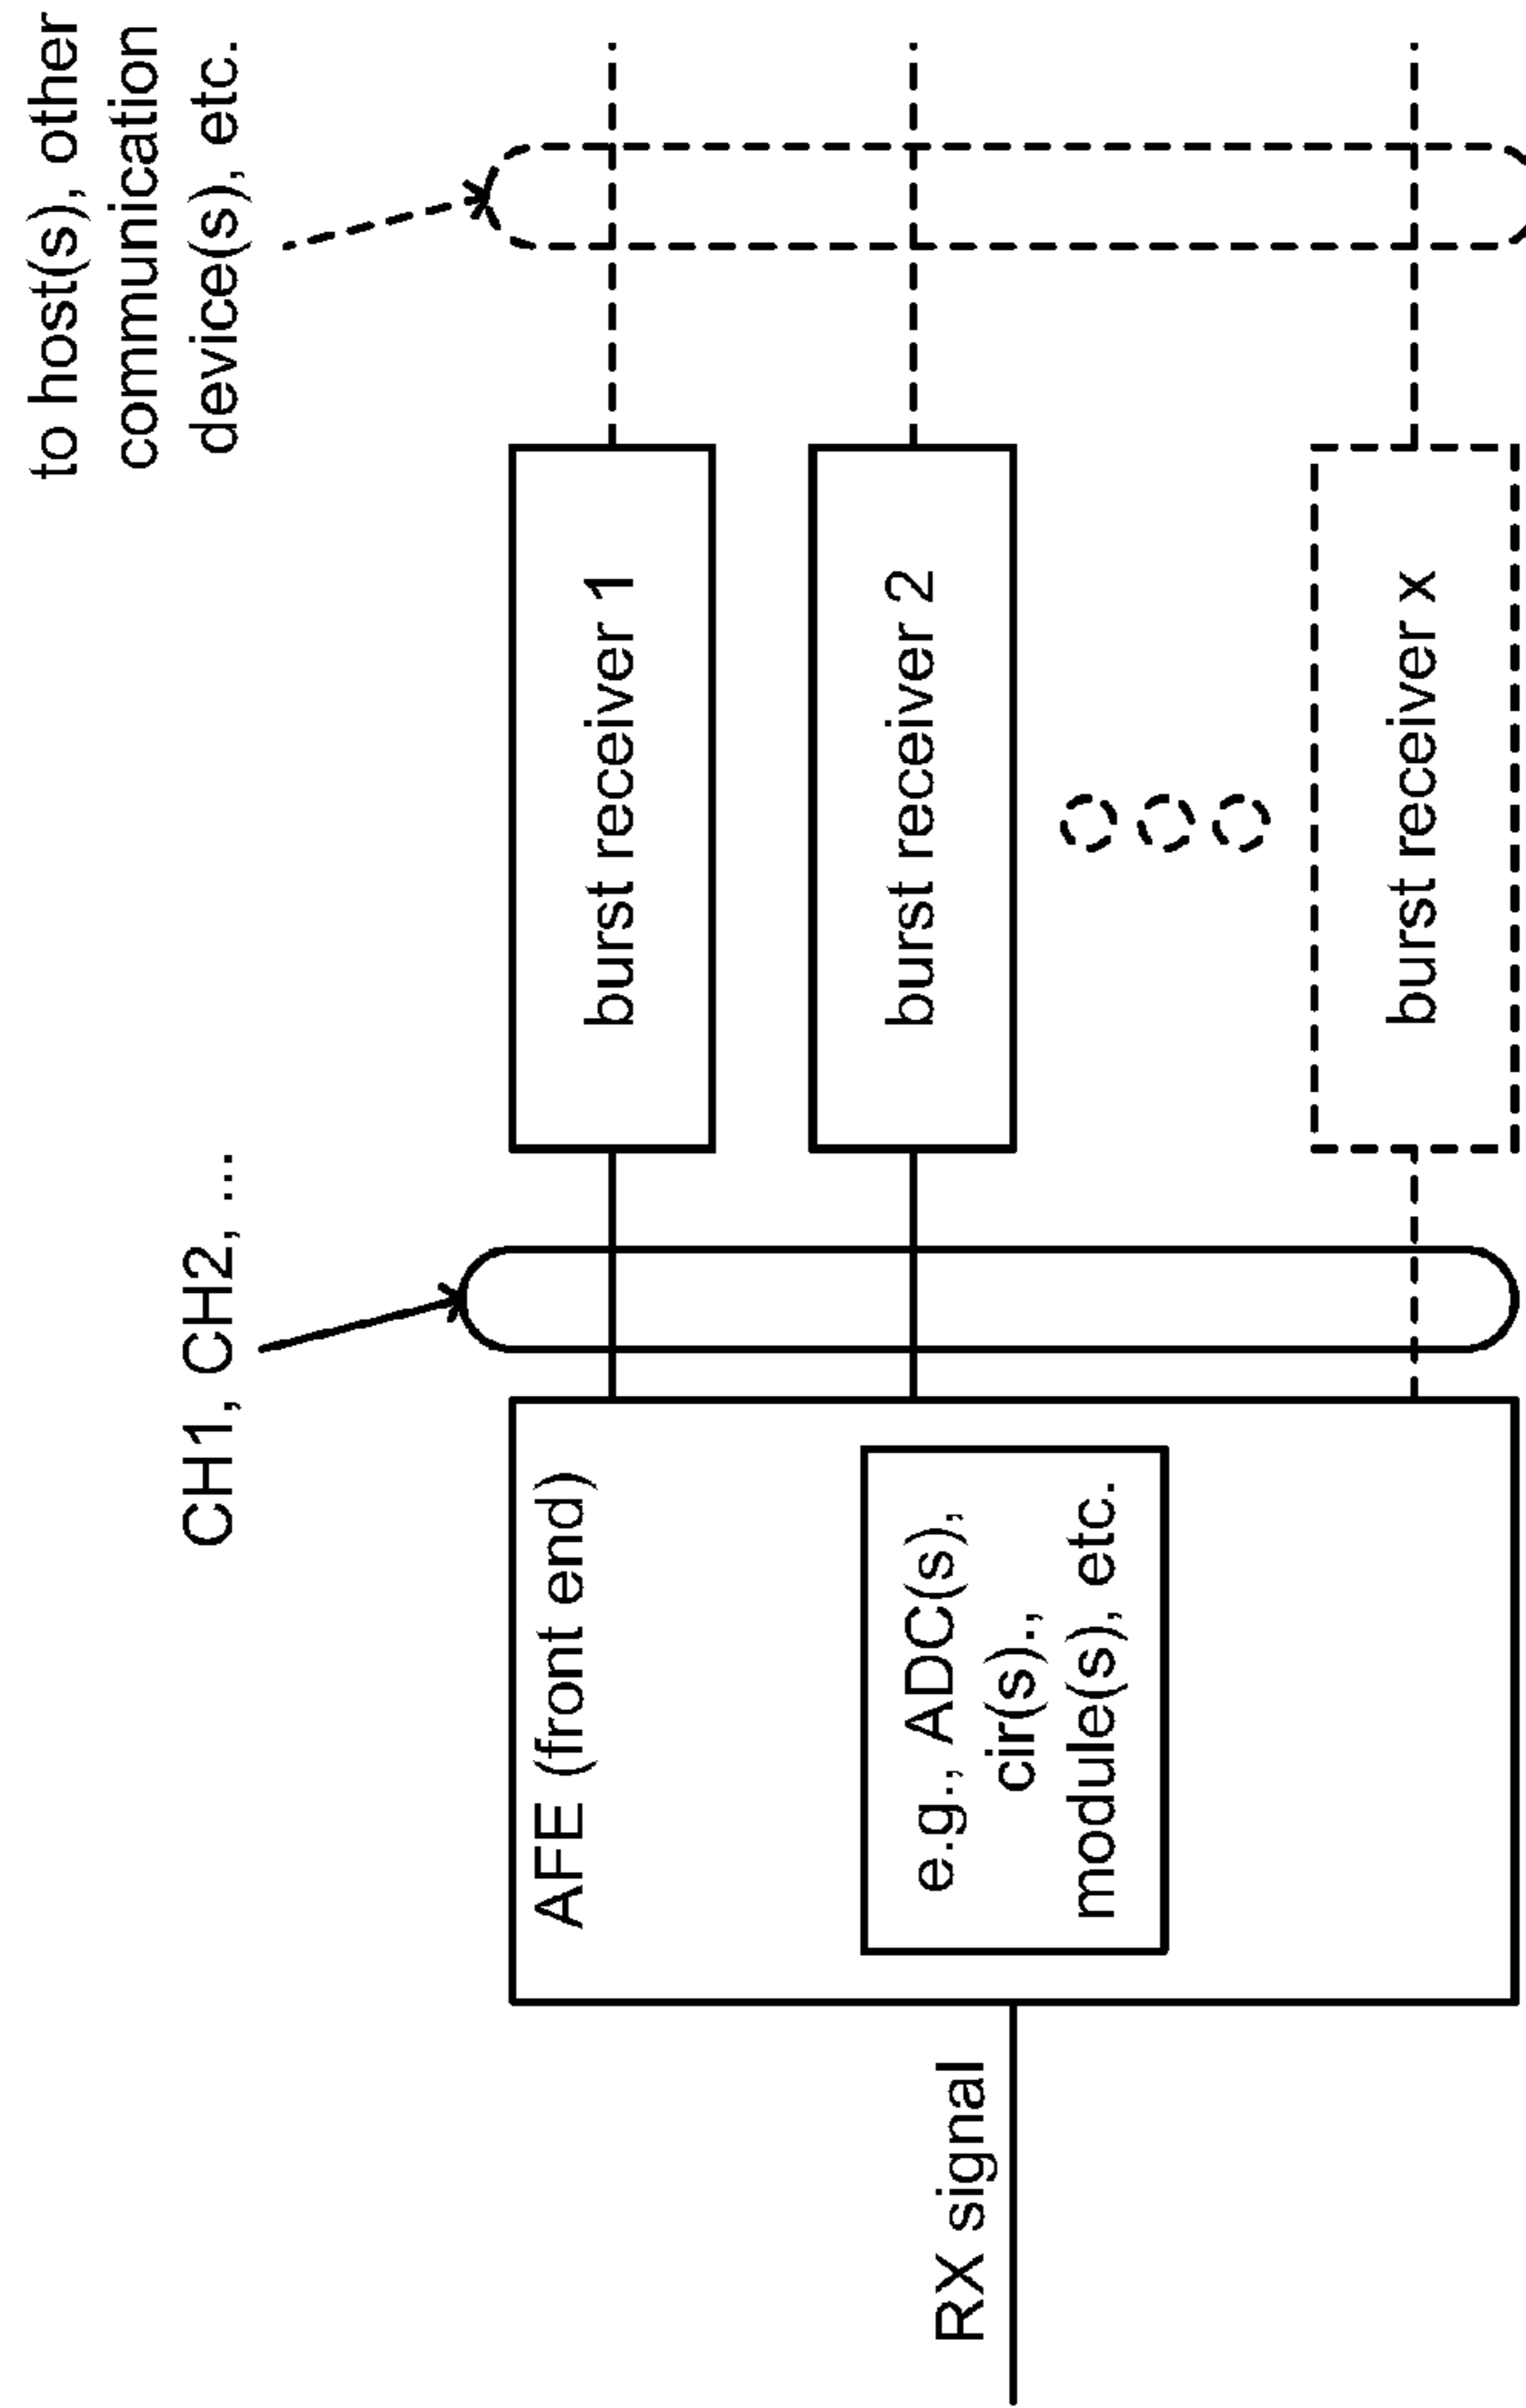 to host(s), other
communication
device(s), etc.
CH1, CH2, ...
AFE (front end)
e.g., ADC(s),
cir(s).,
module(s), etc.
RX signal
burst receiver 1
burst receiver 2
burst receiver x